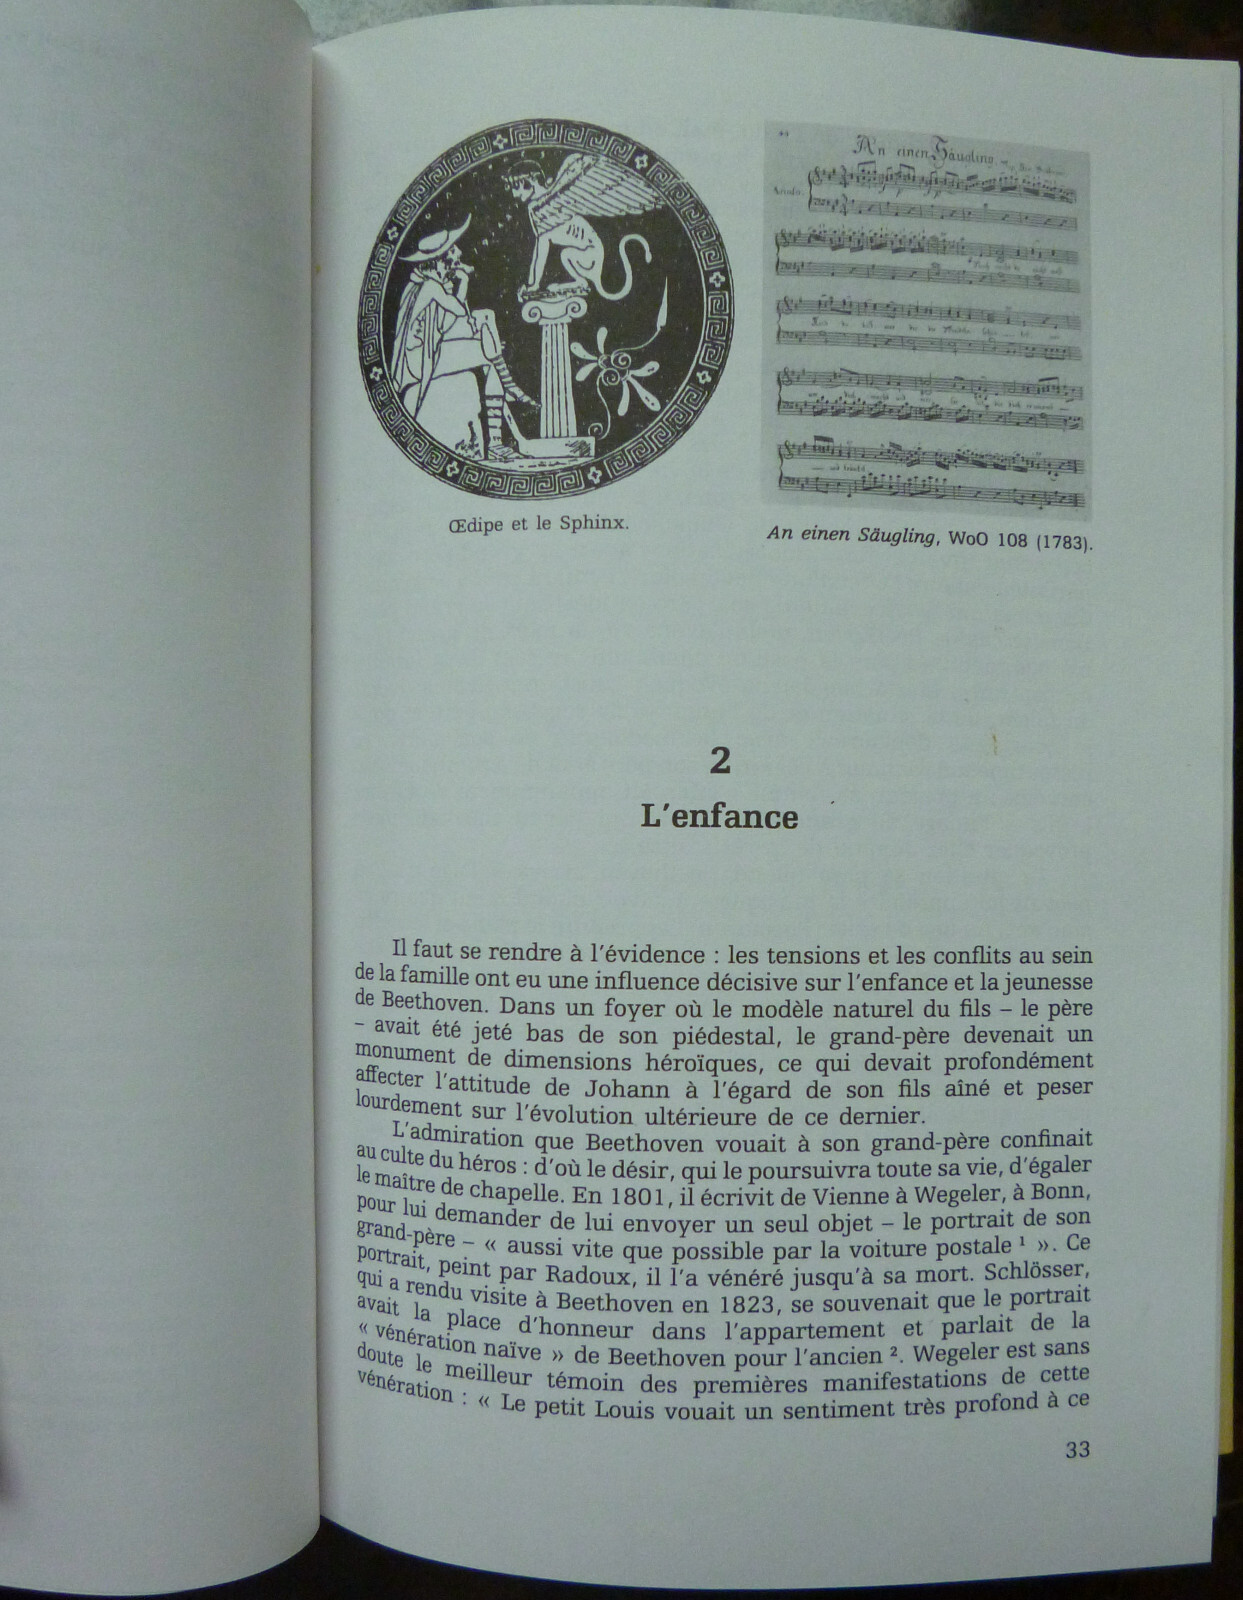 An einen Säugling
Œdipe et le Sphinx.
An einen Säugling, WoO 108 (1783).
2
L'enfance
Il faut se rendre à l'évidence : les tensions et les conflits au sein
de la famille ont eu une influence décisive sur l'enfance et la jeunesse
de Beethoven. Dans un foyer où le modèle naturel du fils – le père
– avait été jeté bas de son piédestal, le grand-père devenait un
monument de dimensions héroïques, ce qui devait profondément
affecter l'attitude de Johann à l'égard de son fils aîné et peser
lourdement sur l'évolution ultérieure de ce dernier.
L'admiration que Beethoven vouait à son grand-père confinait
au culte du héros : d'où le désir, qui le poursuivra toute sa vie, d'égaler
le maître de chapelle. En 1801, il écrivit de Vienne à Wegeler, à Bonn,
pour lui demander de lui envoyer un seul objet – le portrait de son
grand-père – « aussi vite que possible par la voiture postale ¹ ». Ce
portrait, peint par Radoux, il l'a vénéré jusqu'à sa mort. Schlösser,
qui a rendu visite à Beethoven en 1823, se souvenait que le portrait
avait la place d'honneur dans l'appartement et parlait de la
« vénération naïve » de Beethoven pour l'ancien ². Wegeler est sans
doute le meilleur témoin des premières manifestations de cette
vénération : « Le petit Louis vouait un sentiment très profond à ce
33